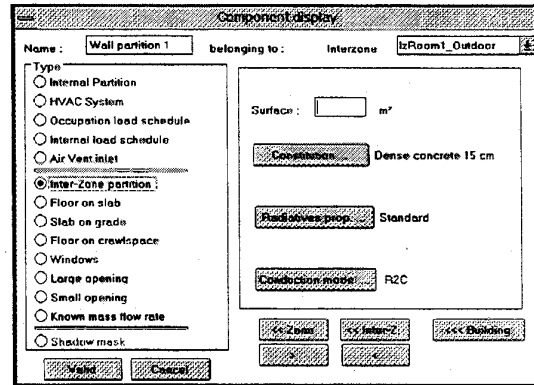 Component display
Name : Wall partition 1 belonging to : Interzone IzRoom1_Outdoor
Type
Internal Partition
HVAC System
Occupation load schedule
Internal load schedule
Air Vent inlet
Inter-Zone partition
Floor on slab
Slab on grade
Floor on crawlspace
Windows
Large opening
Small opening
Known mass flow rate
Shadow mask
Surface : m²
Constitution ... Dense concrete 15 cm
Radiatives prop. ... Standard
Conduction model ... R2C
<< Zone << Inter-Z <<< Building
> <
Valid Cancel